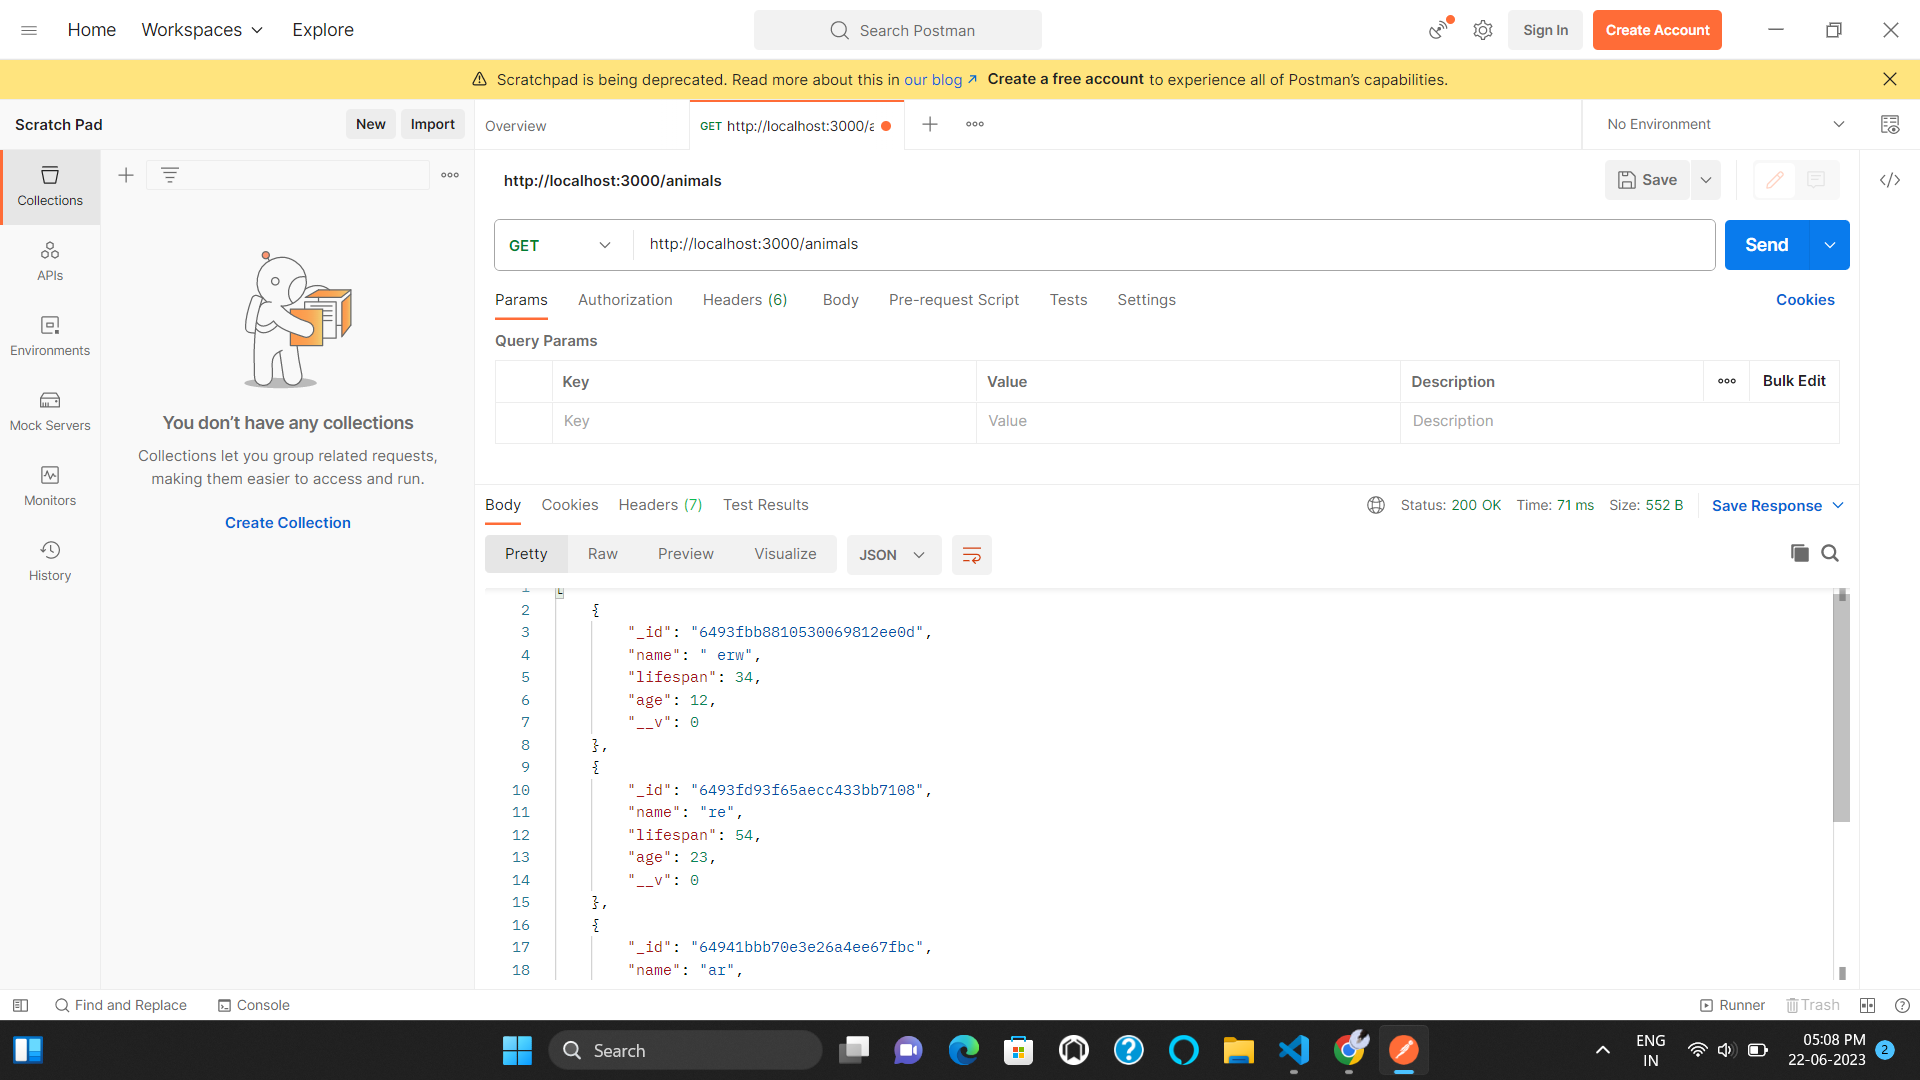 Home Workspaces Explore Search Postman Sign In Create Account
Scratchpad is being deprecated. Read more about this in our blog ↗ Create a free account to experience all of Postman’s capabilities.
Scratch Pad New Import Overview GET http://localhost:3000/a No Environment
http://localhost:3000/animals Save </>
Collections
GET http://localhost:3000/animals Send
APIs
Params Authorization Headers (6) Body Pre-request Script Tests Settings Cookies
Query Params
Environments
Key Value Description Bulk Edit
Key Value Description
Mock Servers
You don’t have any collections
Collections let you group related requests,
making them easier to access and run.
Monitors
Create Collection
Body Cookies Headers (7) Test Results Status: 200 OK Time: 71 ms Size: 552 B Save Response
History
Pretty Raw Preview Visualize JSON
1 [
2 {
3 "_id": "6493fbb8810530069812ee0d",
4 "name": " erw",
5 "lifespan": 34,
6 "age": 12,
7 "__v": 0
8 },
9 {
10 "_id": "6493fd93f65aecc433bb7108",
11 "name": "re",
12 "lifespan": 54,
13 "age": 23,
14 "__v": 0
15 },
16 {
17 "_id": "64941bbb70e3e26a4ee67fbc",
18 "name": "ar",
Find and Replace Console Runner Trash
Search ENG 05:08 PM
IN 22-06-2023 2